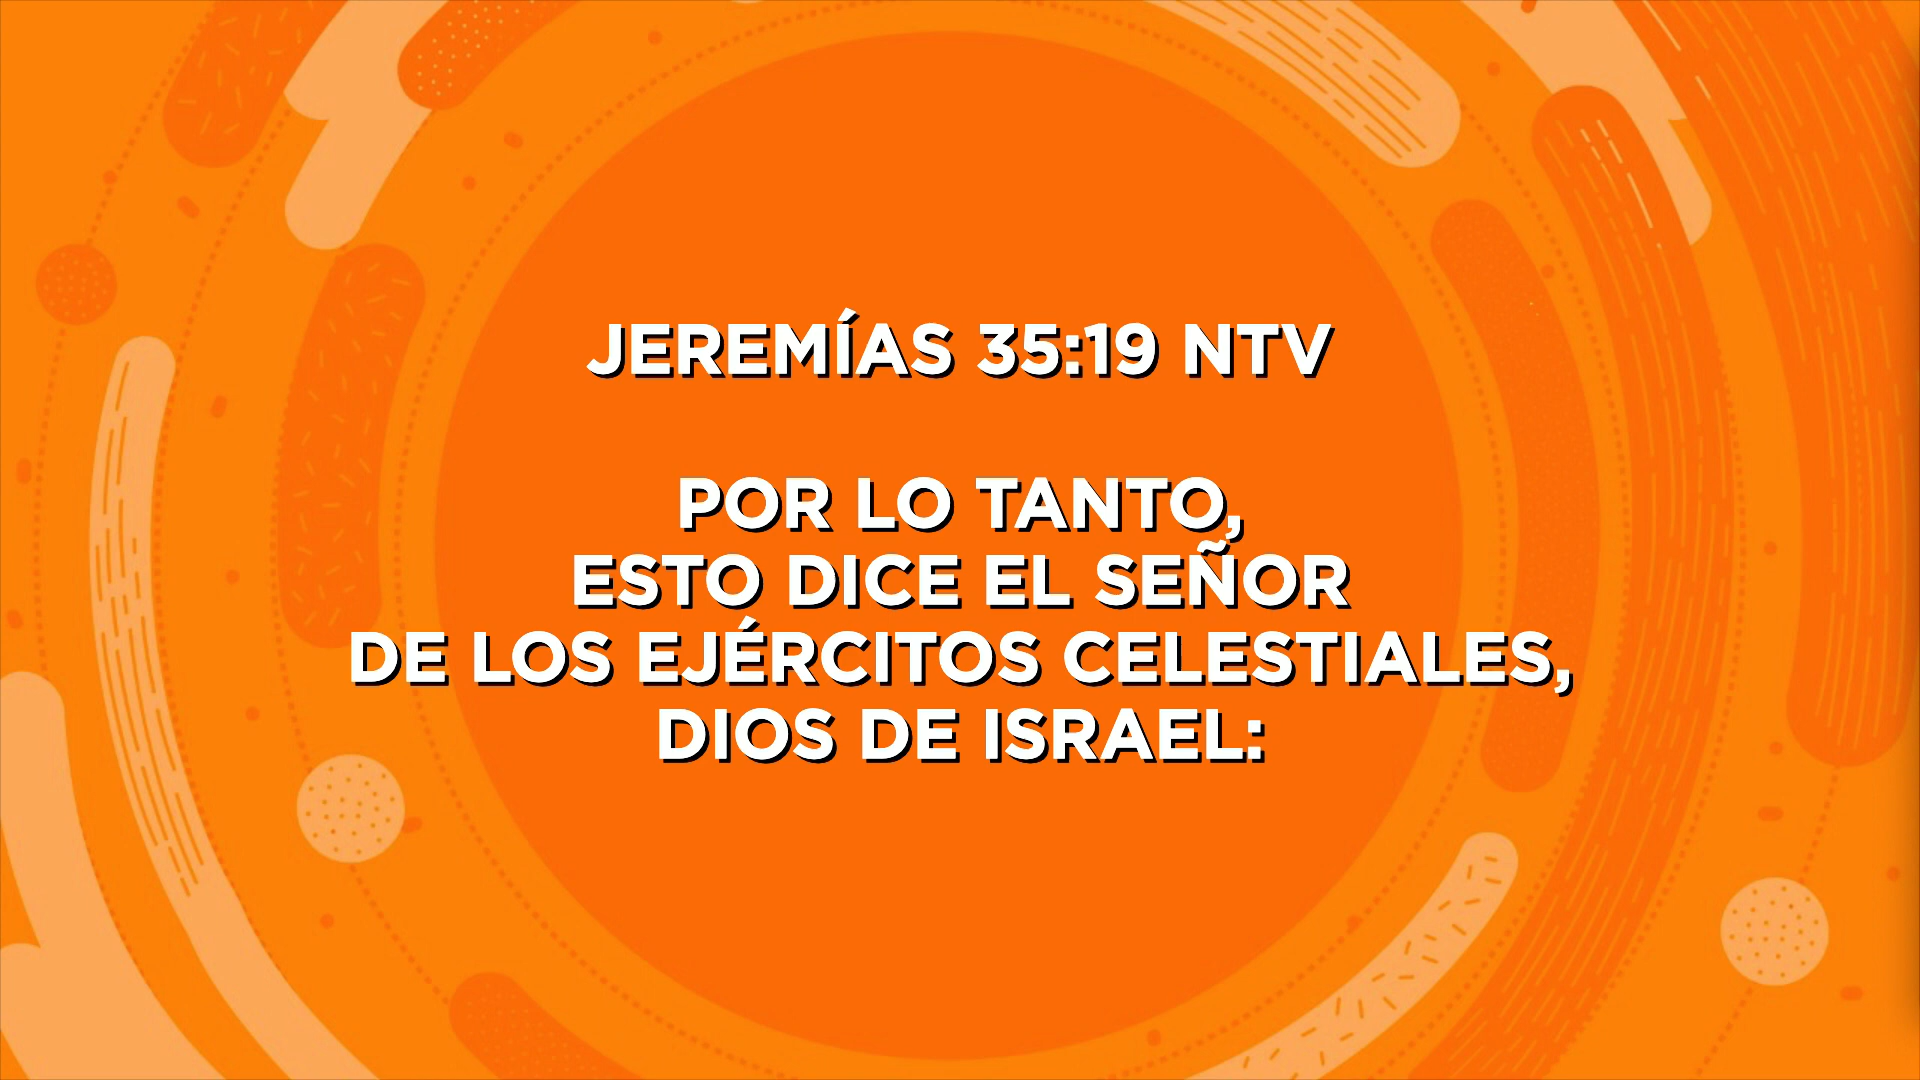 JEREMÍAS 35:19 NTV
POR LO TANTO,
ESTO DICE EL SEÑOR
DE LOS EJÉRCITOS CELESTIALES,
DIOS DE ISRAEL: